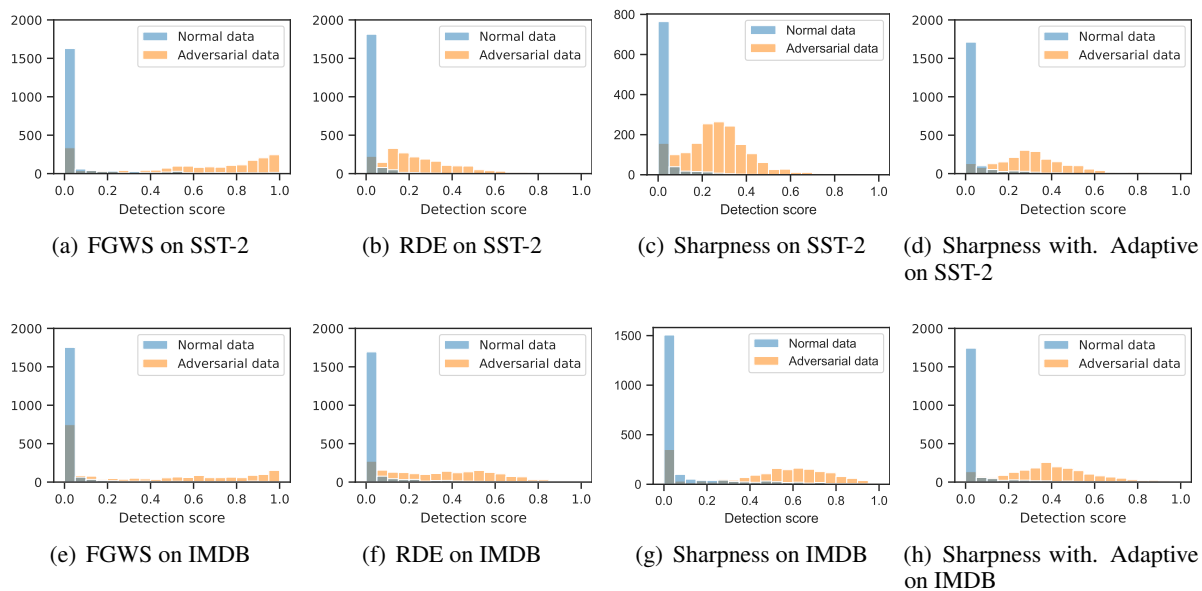 2000
1500
1000
500
0
0.0 0.2 0.4 0.6 0.8 1.0
Detection score
Normal data
Adversarial data
(a) FGWS on SST-2
2000
1500
1000
500
0
0.0 0.2 0.4 0.6 0.8 1.0
Detection score
Normal data
Adversarial data
(b) RDE on SST-2
800
600
400
200
0
0.0 0.2 0.4 0.6 0.8 1.0
Detection score
Normal data
Adversarial data
(c) Sharpness on SST-2
2000
1500
1000
500
0
0.0 0.2 0.4 0.6 0.8 1.0
Detection score
Normal data
Adversarial data
(d) Sharpness with. Adaptive
on SST-2
2000
1500
1000
500
0
0.0 0.2 0.4 0.6 0.8 1.0
Detection score
Normal data
Adversarial data
(e) FGWS on IMDB
2000
1500
1000
500
0
0.0 0.2 0.4 0.6 0.8 1.0
Detection score
Normal data
Adversarial data
(f) RDE on IMDB
1500
1000
500
0
0.0 0.2 0.4 0.6 0.8 1.0
Detection score
Normal data
Adversarial data
(g) Sharpness on IMDB
2000
1500
1000
500
0
0.0 0.2 0.4 0.6 0.8 1.0
Detection score
Normal data
Adversarial data
(h) Sharpness with. Adaptive
on IMDB